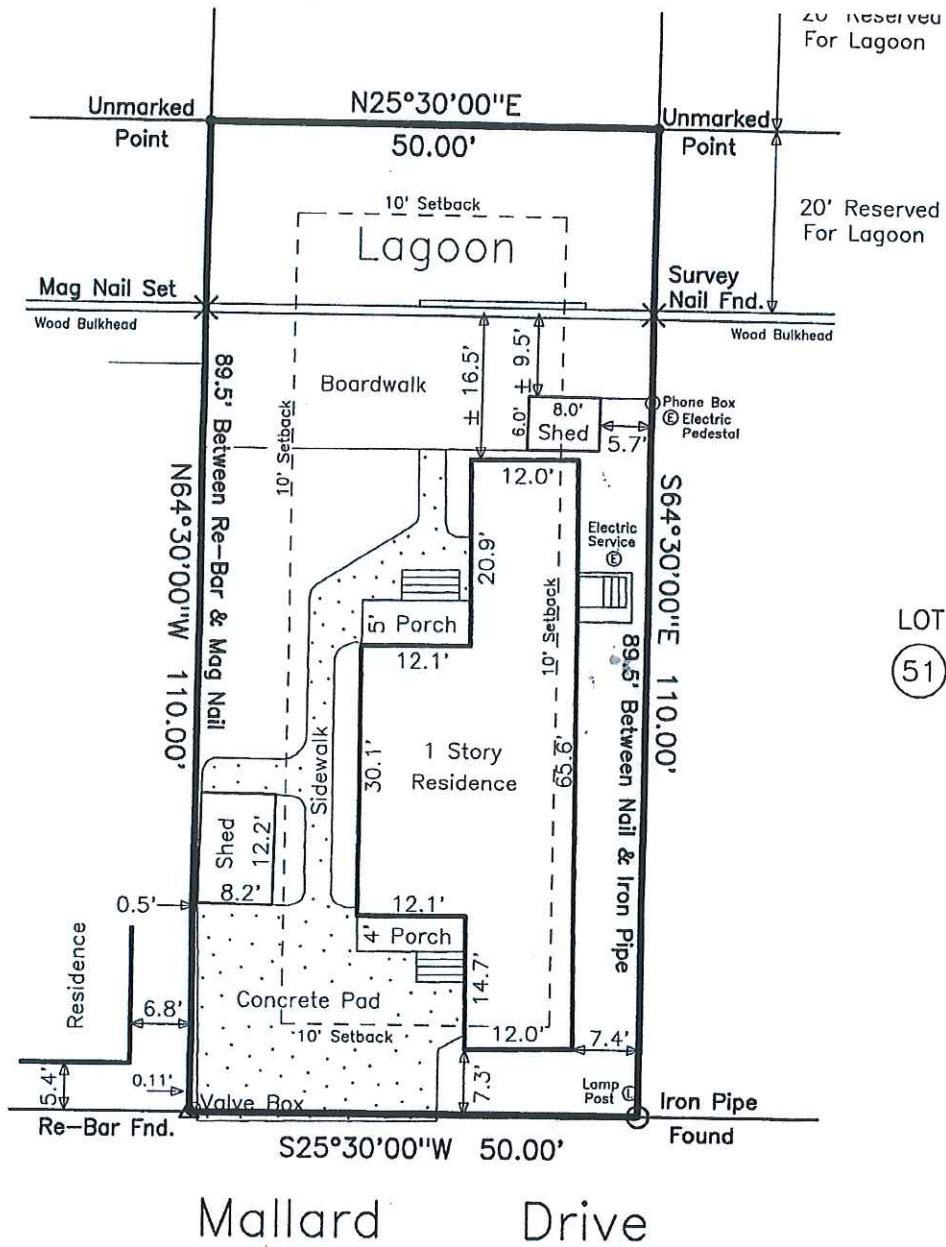 20' Reserved
For Lagoon
Unmarked
Point
N25°30'00"E
50.00'
Unmarked
Point
10' Setback
Lagoon
20' Reserved
For Lagoon
Mag Nail Set
Wood Bulkhead
Survey
Nail Fnd.
Wood Bulkhead
± 16.5'
± 9.5'
Boardwalk
6.0'
8.0'
Shed
5.7'
Phone Box
E Electric
Pedestal
89.5' Between Re-Bar & Mag Nail
N64°30'00"W 110.00'
10' Setback
12.0'
20.9'
Electric
Service
E
S64°30'00"E 110.00'
89.5' Between Nail & Iron Pipe
10' Setback
5' Porch
12.1'
LOT
51
Sidewalk
30.1'
1 Story
Residence
65.6'
Shed
12.2'
8.2'
0.5'
12.1'
4' Porch
14.7'
Residence
6.8'
Concrete Pad
10' Setback
12.0'
7.4'
5.4'
0.11'
7.3'
Lamp
Post
L
Valve Box
Re-Bar Fnd.
Iron Pipe
Found
S25°30'00"W 50.00'
Mallard Drive